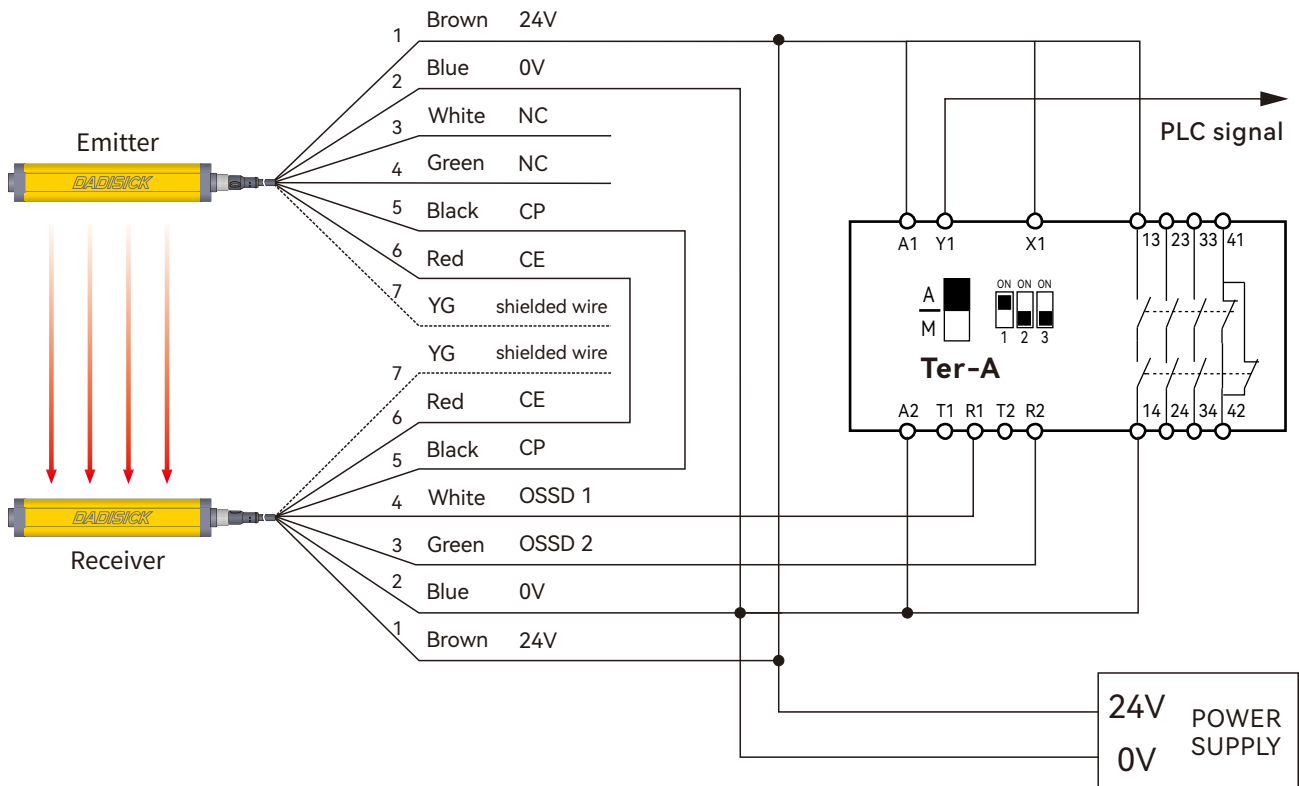 Brown 24V
1
Blue 0V
2
White NC
3
Green NC
4
Black CP
5
Red CE
6
YG shielded wire
7
Emitter
DADISICK
YG shielded wire
7
Red CE
6
Black CP
5
White OSSD 1
4
Green OSSD 2
3
Blue 0V
2
Brown 24V
1
DADISICK
Receiver
PLC signal
A1 Y1 X1 13 23 33 41
A
M
ON ON ON
1 2 3
Ter-A
A2 T1 R1 T2 R2 14 24 34 42
24V
0V
POWER
SUPPLY